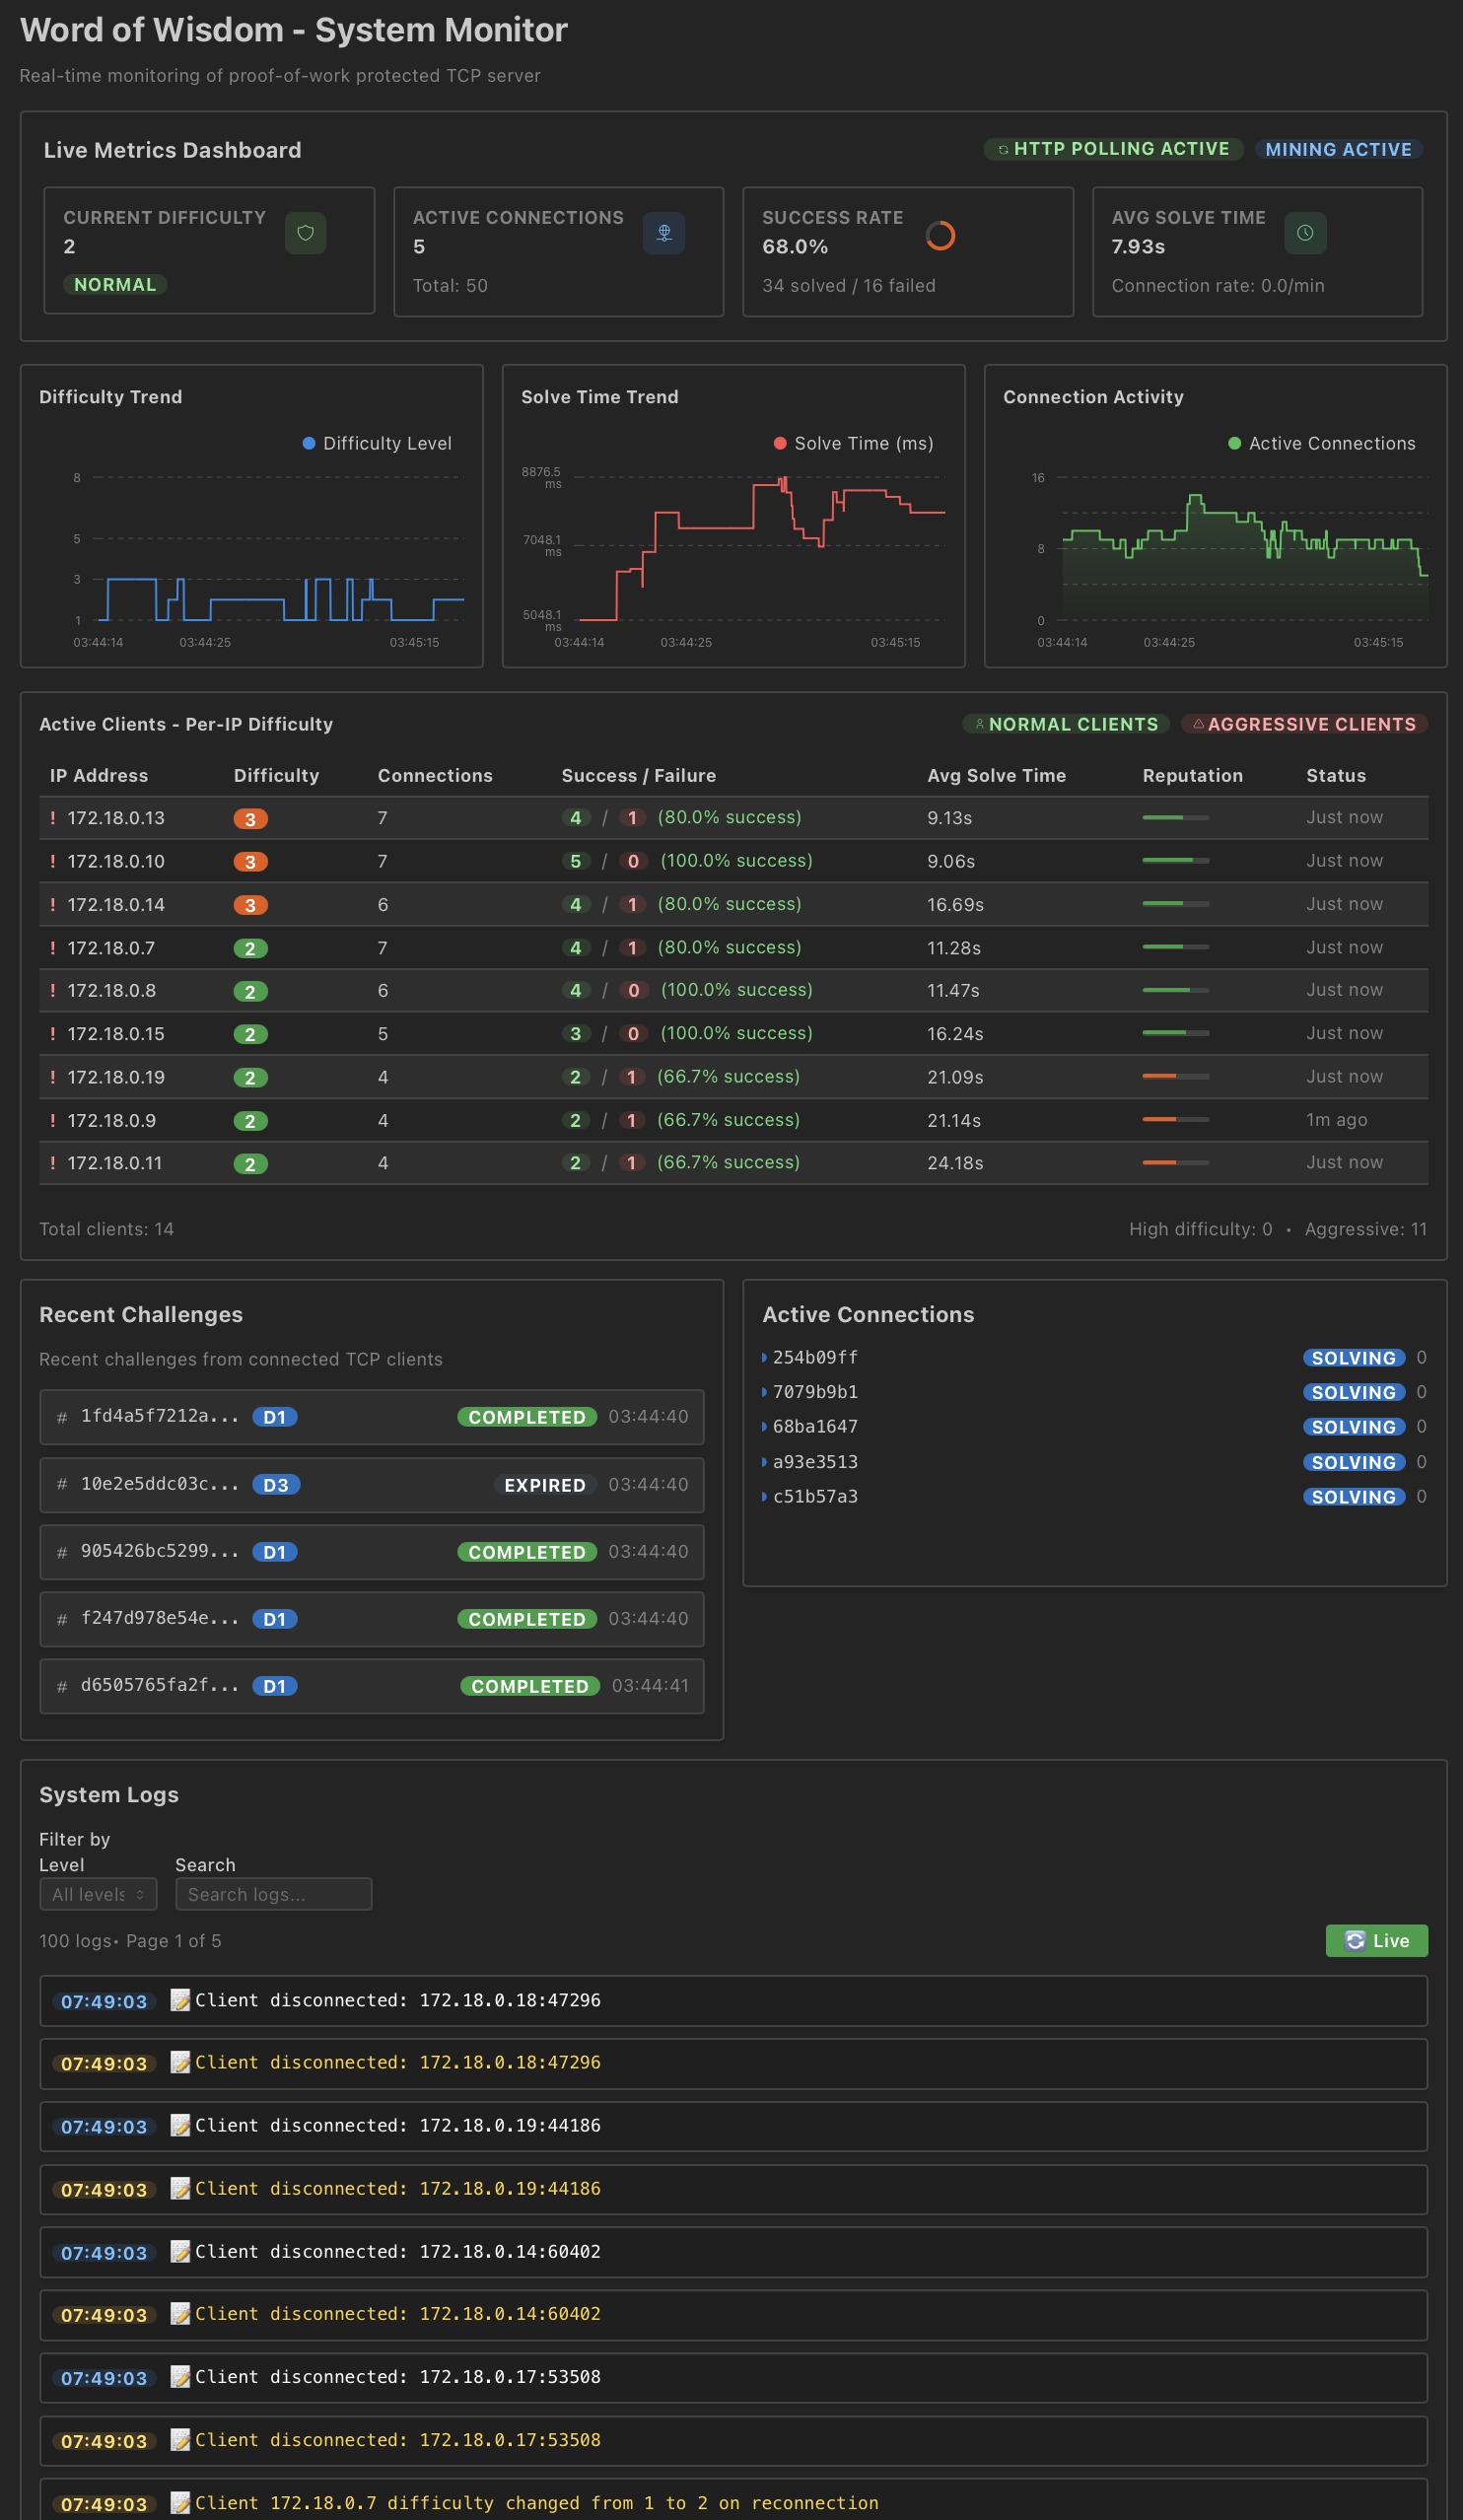 Word of Wisdom - System Monitor
Real-time monitoring of proof-of-work protected TCP server
Live Metrics Dashboard
HTTP POLLING ACTIVE
MINING ACTIVE
CURRENT DIFFICULTY
2
NORMAL
ACTIVE CONNECTIONS
5
Total: 50
SUCCESS RATE
68.0%
34 solved / 16 failed
AVG SOLVE TIME
7.93s
Connection rate: 0.0/min
Difficulty Trend
Difficulty Level
8
5
3
1
03:44:14 03:44:25 03:45:15
Solve Time Trend
Solve Time (ms)
8876.5
ms
7048.1
ms
5048.1
ms
03:44:14 03:44:25 03:45:15
Connection Activity
Active Connections
16
8
0
03:44:14 03:44:25 03:45:15
Active Clients - Per-IP Difficulty
NORMAL CLIENTS
AGGRESSIVE CLIENTS
IP Address Difficulty Connections Success / Failure Avg Solve Time Reputation Status
! 172.18.0.13 3 7 4 / 1 (80.0% success) 9.13s Just now
! 172.18.0.10 3 7 5 / 0 (100.0% success) 9.06s Just now
! 172.18.0.14 3 6 4 / 1 (80.0% success) 16.69s Just now
! 172.18.0.7 2 7 4 / 1 (80.0% success) 11.28s Just now
! 172.18.0.8 2 6 4 / 0 (100.0% success) 11.47s Just now
! 172.18.0.15 2 5 3 / 0 (100.0% success) 16.24s Just now
! 172.18.0.19 2 4 2 / 1 (66.7% success) 21.09s Just now
! 172.18.0.9 2 4 2 / 1 (66.7% success) 21.14s 1m ago
! 172.18.0.11 2 4 2 / 1 (66.7% success) 24.18s Just now
Total clients: 14
High difficulty: 0 • Aggressive: 11
Recent Challenges
Recent challenges from connected TCP clients
# 1fd4a5f7212a... D1 COMPLETED 03:44:40
# 10e2e5ddc03c... D3 EXPIRED 03:44:40
# 905426bc5299... D1 COMPLETED 03:44:40
# f247d978e54e... D1 COMPLETED 03:44:40
# d6505765fa2f... D1 COMPLETED 03:44:41
Active Connections
254b09ff SOLVING 0
7079b9b1 SOLVING 0
68ba1647 SOLVING 0
a93e3513 SOLVING 0
c51b57a3 SOLVING 0
System Logs
Filter by
Level
All levels
Search
Search logs...
100 logs• Page 1 of 5
Live
07:49:03 Client disconnected: 172.18.0.18:47296
07:49:03 Client disconnected: 172.18.0.18:47296
07:49:03 Client disconnected: 172.18.0.19:44186
07:49:03 Client disconnected: 172.18.0.19:44186
07:49:03 Client disconnected: 172.18.0.14:60402
07:49:03 Client disconnected: 172.18.0.14:60402
07:49:03 Client disconnected: 172.18.0.17:53508
07:49:03 Client disconnected: 172.18.0.17:53508
07:49:03 Client 172.18.0.7 difficulty changed from 1 to 2 on reconnection